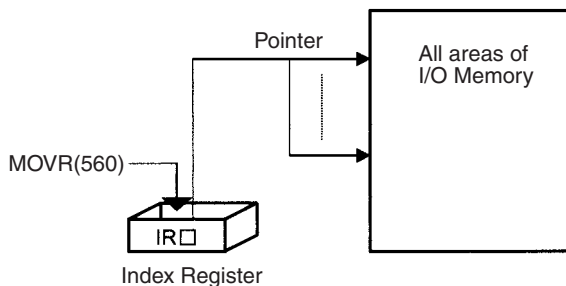 Pointer
All areas of
I/O Memory
MOVR(560)
IR□
Index Register